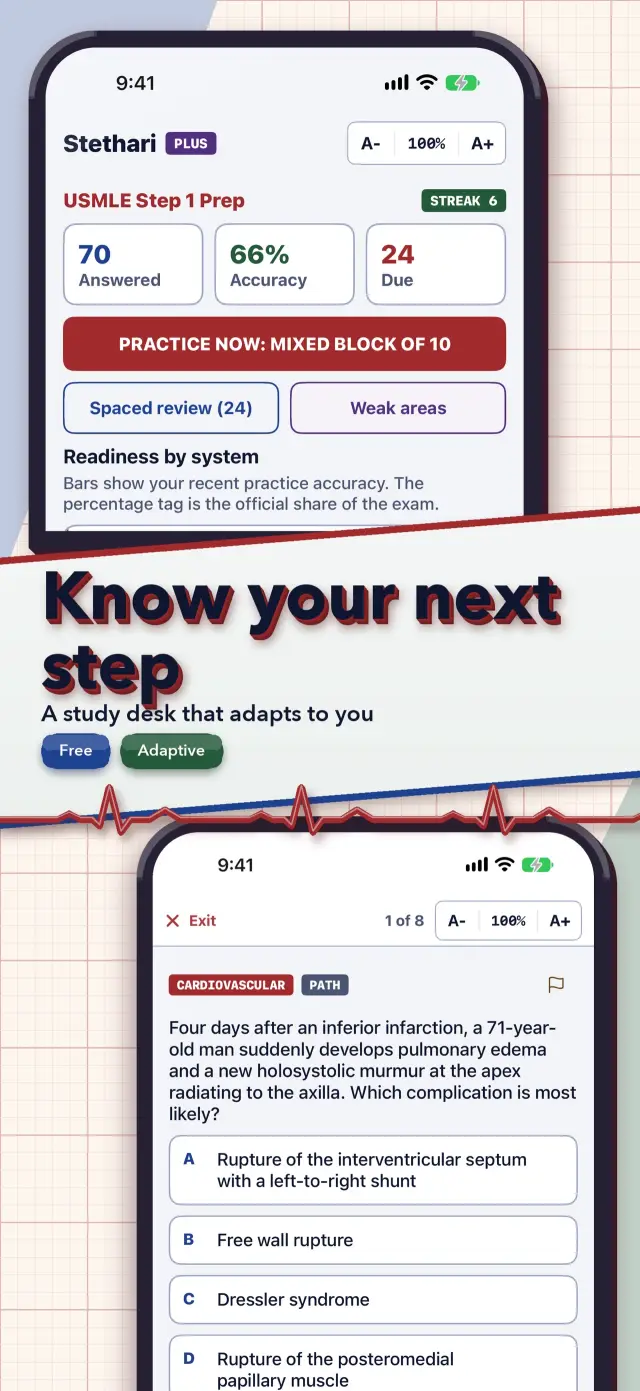 9:41
Stethari PLUS A- 100% A+
USMLE Step 1 Prep STREAK 6
70 66% 24
Answered Accuracy Due
PRACTICE NOW: MIXED BLOCK OF 10
Spaced review (24) Weak areas
Readiness by system
Bars show your recent practice accuracy. The
percentage tag is the official share of the exam.
Know your next
step
A study desk that adapts to you
Free Adaptive
9:41
Exit 1 of 8 A- 100% A+
CARDIOVASCULAR PATH
Four days after an inferior infarction, a 71-year-
old man suddenly develops pulmonary edema
and a new holosystolic murmur at the apex
radiating to the axilla. Which complication is most
likely?
A Rupture of the interventricular septum
with a left-to-right shunt
B Free wall rupture
C Dressler syndrome
D Rupture of the posteromedial
papillary muscle